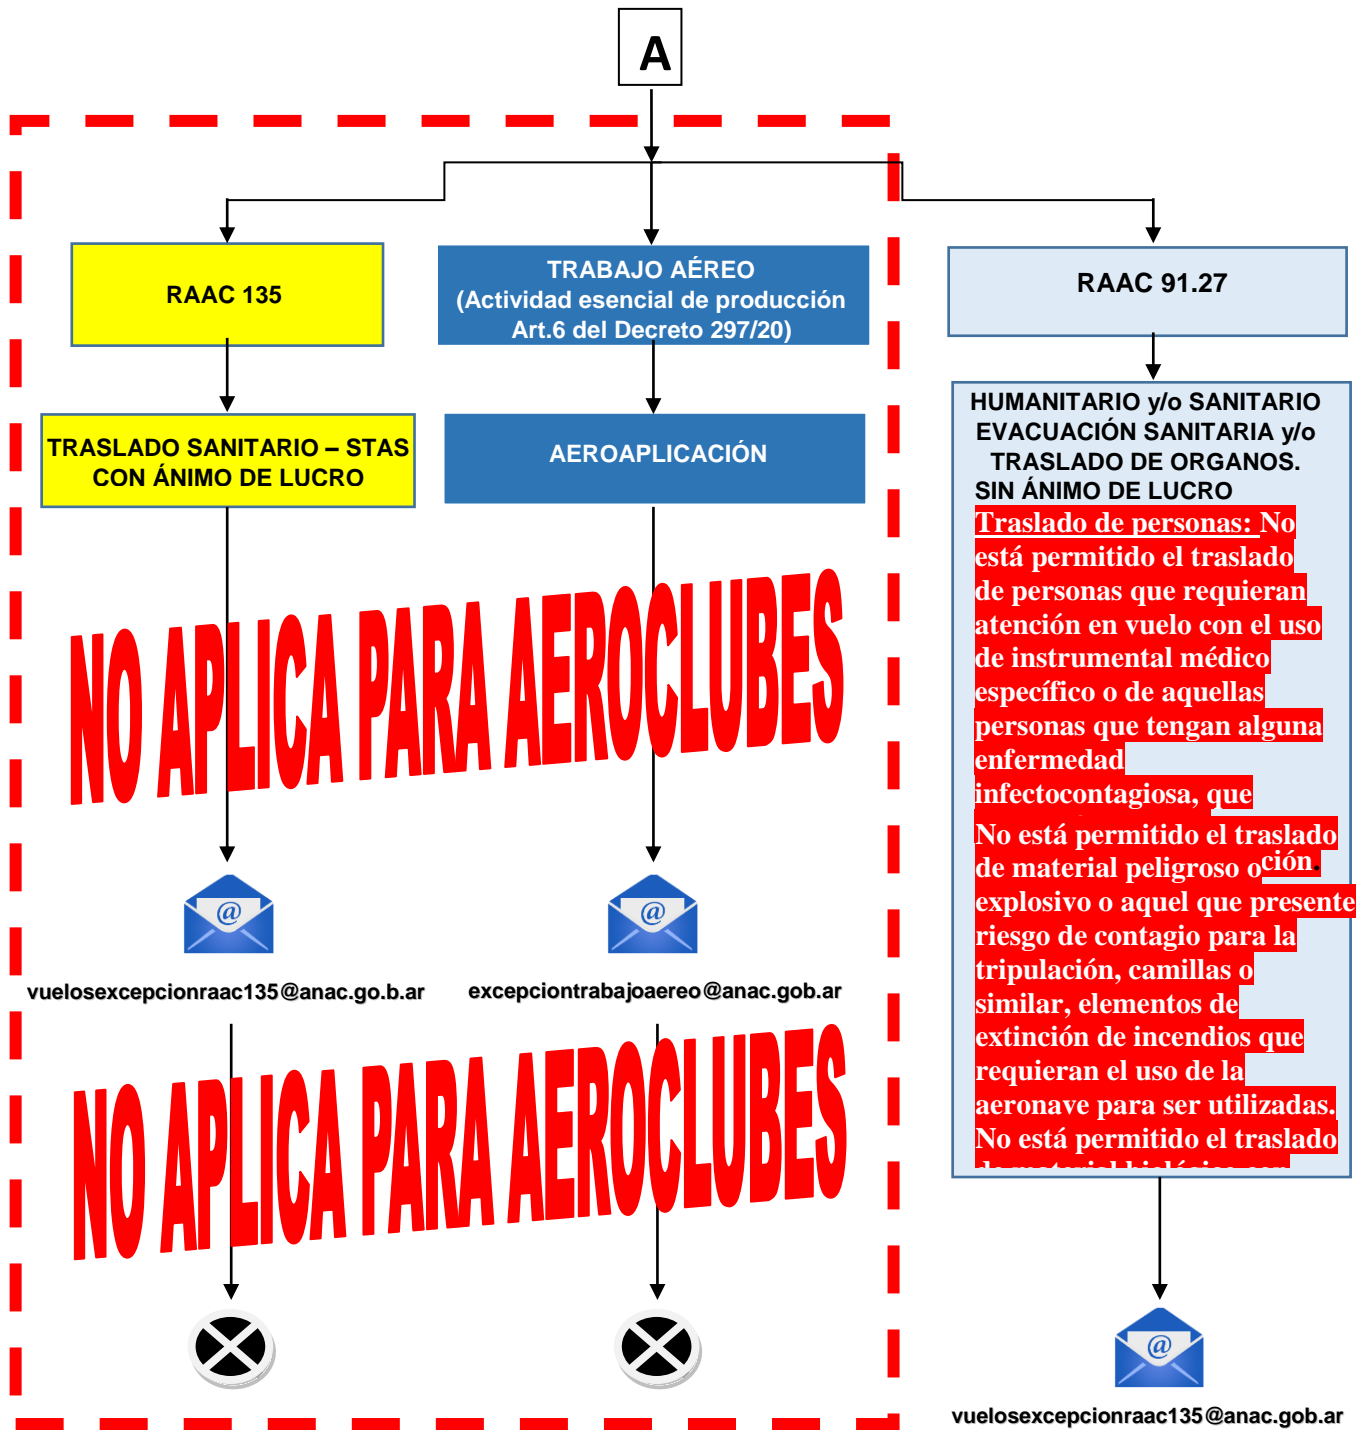 A
RAAC 135
TRASLADO SANITARIO – STAS
CON ÁNIMO DE LUCRO
TRABAJO AÉREO
(Actividad esencial de producción
Art.6 del Decreto 297/20)
AEROAPLICACIÓN
NO APLICA PARA AEROCLUBES
@
@
vuelosexcepcionraac135@anac.go.b.ar
excepciontrabajoaereo@anac.gob.ar
NO APLICA PARA AEROCLUBES
RAAC 91.27
HUMANITARIO y/o SANITARIO
EVACUACIÓN SANITARIA y/o
TRASLADO DE ORGANOS.
SIN ÁNIMO DE LUCRO
Traslado de personas: No
está permitido el traslado
de personas que requieran
atención en vuelo con el uso
de instrumental médico
específico o de aquellas
personas que tengan alguna
enfermedad
infectocontagiosa, que
No está permitido el traslado
de material peligroso o
ción.
explosivo o aquel que presente
riesgo de contagio para la
tripulación, camillas o
similar, elementos de
extinción de incendios que
requieran el uso de la
aeronave para ser utilizadas.
No está permitido el traslado
@
vuelosexcepcionraac135@anac.gob.ar